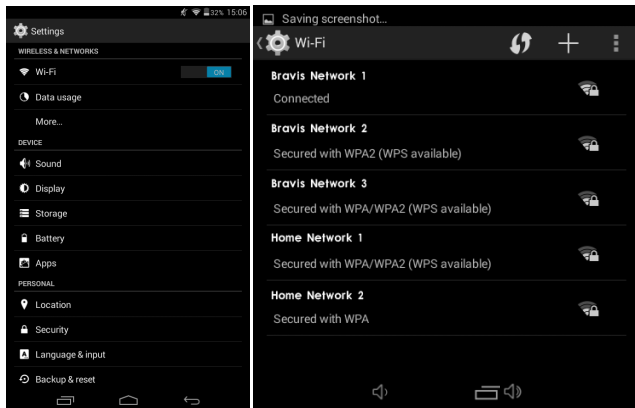 32% 15:06
Settings
WIRELESS & NETWORKS
Wi-Fi ON
Data usage
More...
DEVICE
Sound
Display
Storage
Battery
Apps
PERSONAL
Location
Security
A Language & input
Backup & reset
Saving screenshot...
Wi-Fi
Bravis Network 1
Connected
Bravis Network 2
Secured with WPA2 (WPS available)
Bravis Network 3
Secured with WPA/WPA2 (WPS available)
Home Network 1
Secured with WPA/WPA2 (WPS available)
Home Network 2
Secured with WPA